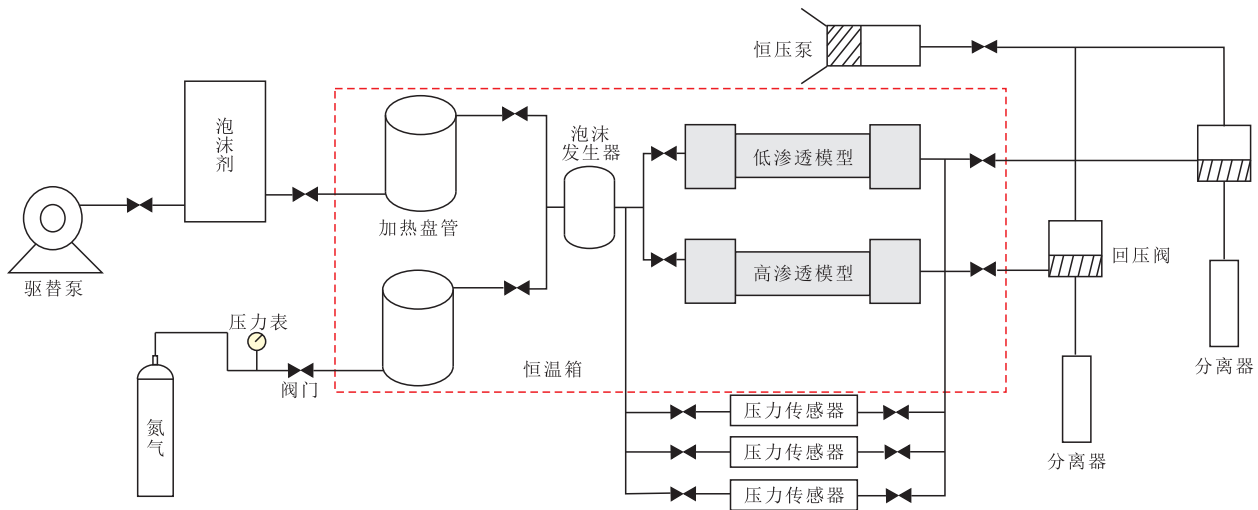 恒压泵
泡沫剂
泡沫
发生器
低渗透模型
加热盘管
高渗透模型
回压阀
驱替泵
压力表
恒温箱
阀门
分离器
氮气
压力传感器
压力传感器
分离器
压力传感器